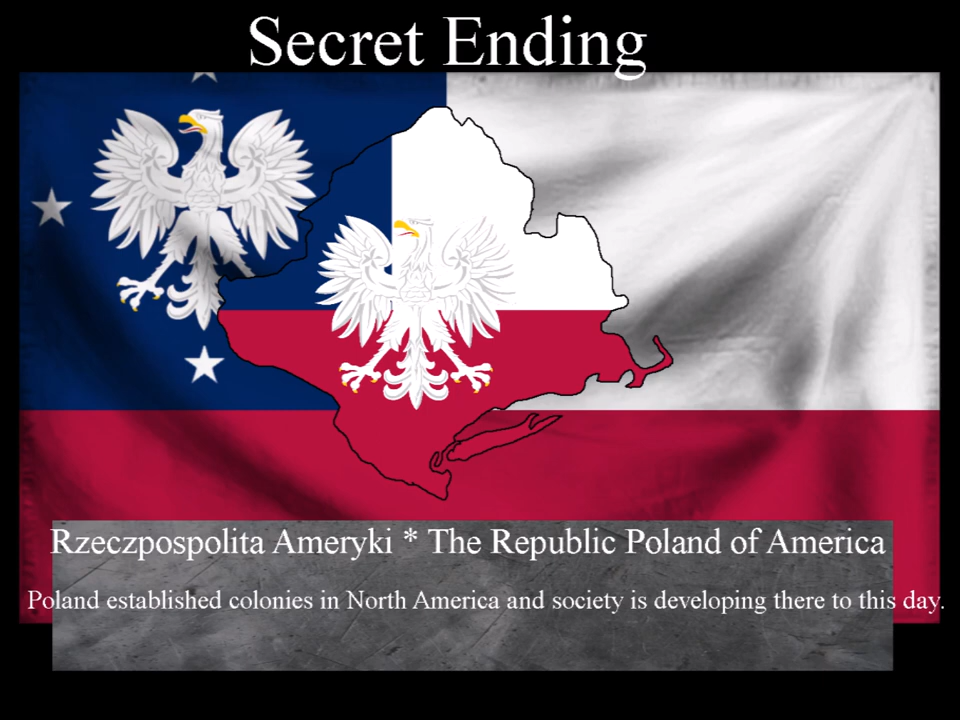 Secret Ending
Rzeczpospolita Ameryki * The Republic Poland of America
Poland established colonies in North America and society is developing there to this day.